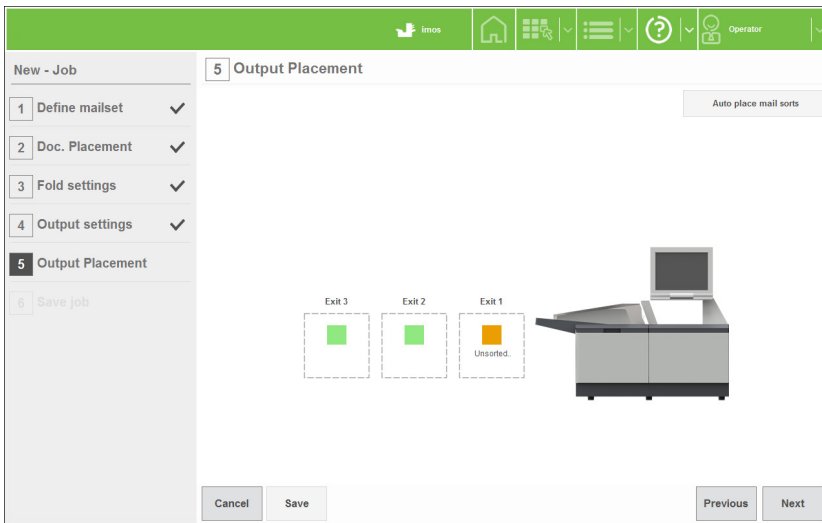 imos
Operator
New - Job
1 Define mailset
2 Doc. Placement
3 Fold settings
4 Output settings
5 Output Placement
6 Save job
5 Output Placement
Auto place mail sorts
Exit 3 Exit 2 Exit 1
Unsorted..
Cancel Save Previous Next